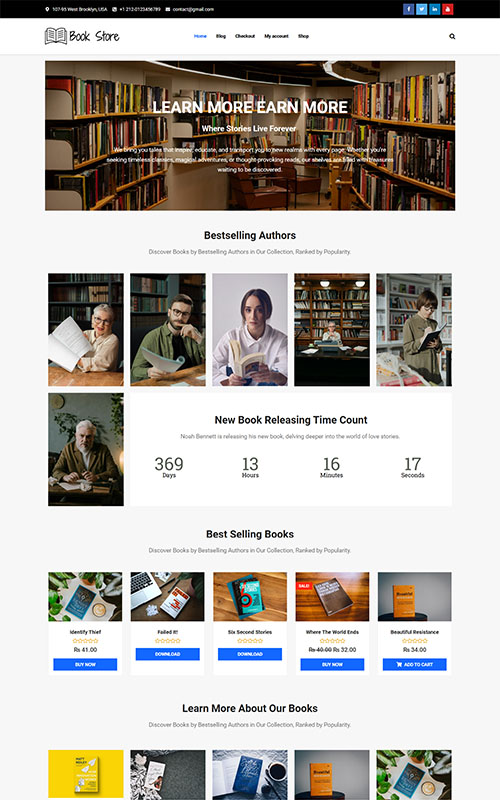 107-95 West Brooklyn, USA +1 212-0123456789 contact@gmail.com
Book Store
Home Blog Checkout My account Shop
LEARN MORE EARN MORE
Where Stories Live Forever
We bring you tales that inspire, educate, and transport you to new realms with every page. Whether you're
seeking timeless classics, magical adventures, or thought-provoking reads, our shelves are filled with treasures
waiting to be discovered.
Bestselling Authors
Discover Books by Bestselling Authors in Our Collection, Ranked by Popularity.
New Book Releasing Time Count
Noah Bennett is releasing his new book, delving deeper into the world of love stories.
369 13 16 17
Days Hours Minutes Seconds
Best Selling Books
Discover Books by Bestselling Authors in Our Collection, Ranked by Popularity.
SALE!
Beautiful
Identify Thief Failed It! Six Second Stories Where The World Ends Beautiful Resistance
₨ 41.00 ₨ 40.00 ₨ 32.00 ₨ 34.00
BUY NOW DOWNLOAD DOWNLOAD BUY NOW ADD TO CART
Learn More About Our Books
Discover Books by Bestselling Authors in Our Collection, Ranked by Popularity.
Beautiful